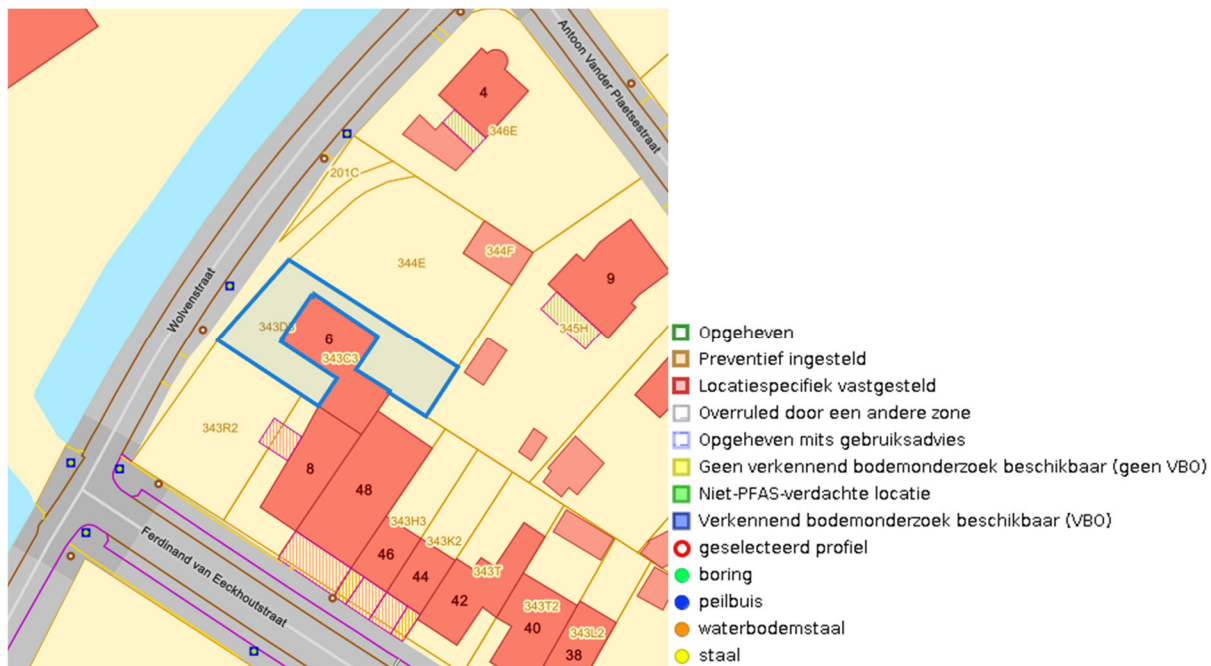 Antoon Vander Plaetsestraat
4
346E
201C
344E
344F
9
345H
Wolvenstraat
6
343C3
343R2
8
48
343H3
46
343K2
44
343T
42
343T2
40
343L2
38
Ferdinand van Eeckhoutstraat
Opgeheven
Preventief ingesteld
Locatiespecifiek vastgesteld
Overruled door een andere zone
Opgeheven mits gebruiksadvies
Geen verkennend bodemonderzoek beschikbaar (geen VBO)
Niet-PFAS-verdachte locatie
Verkennend bodemonderzoek beschikbaar (VBO)
geselecteerd profiel
boring
peilbuis
waterbodemstaal
staal